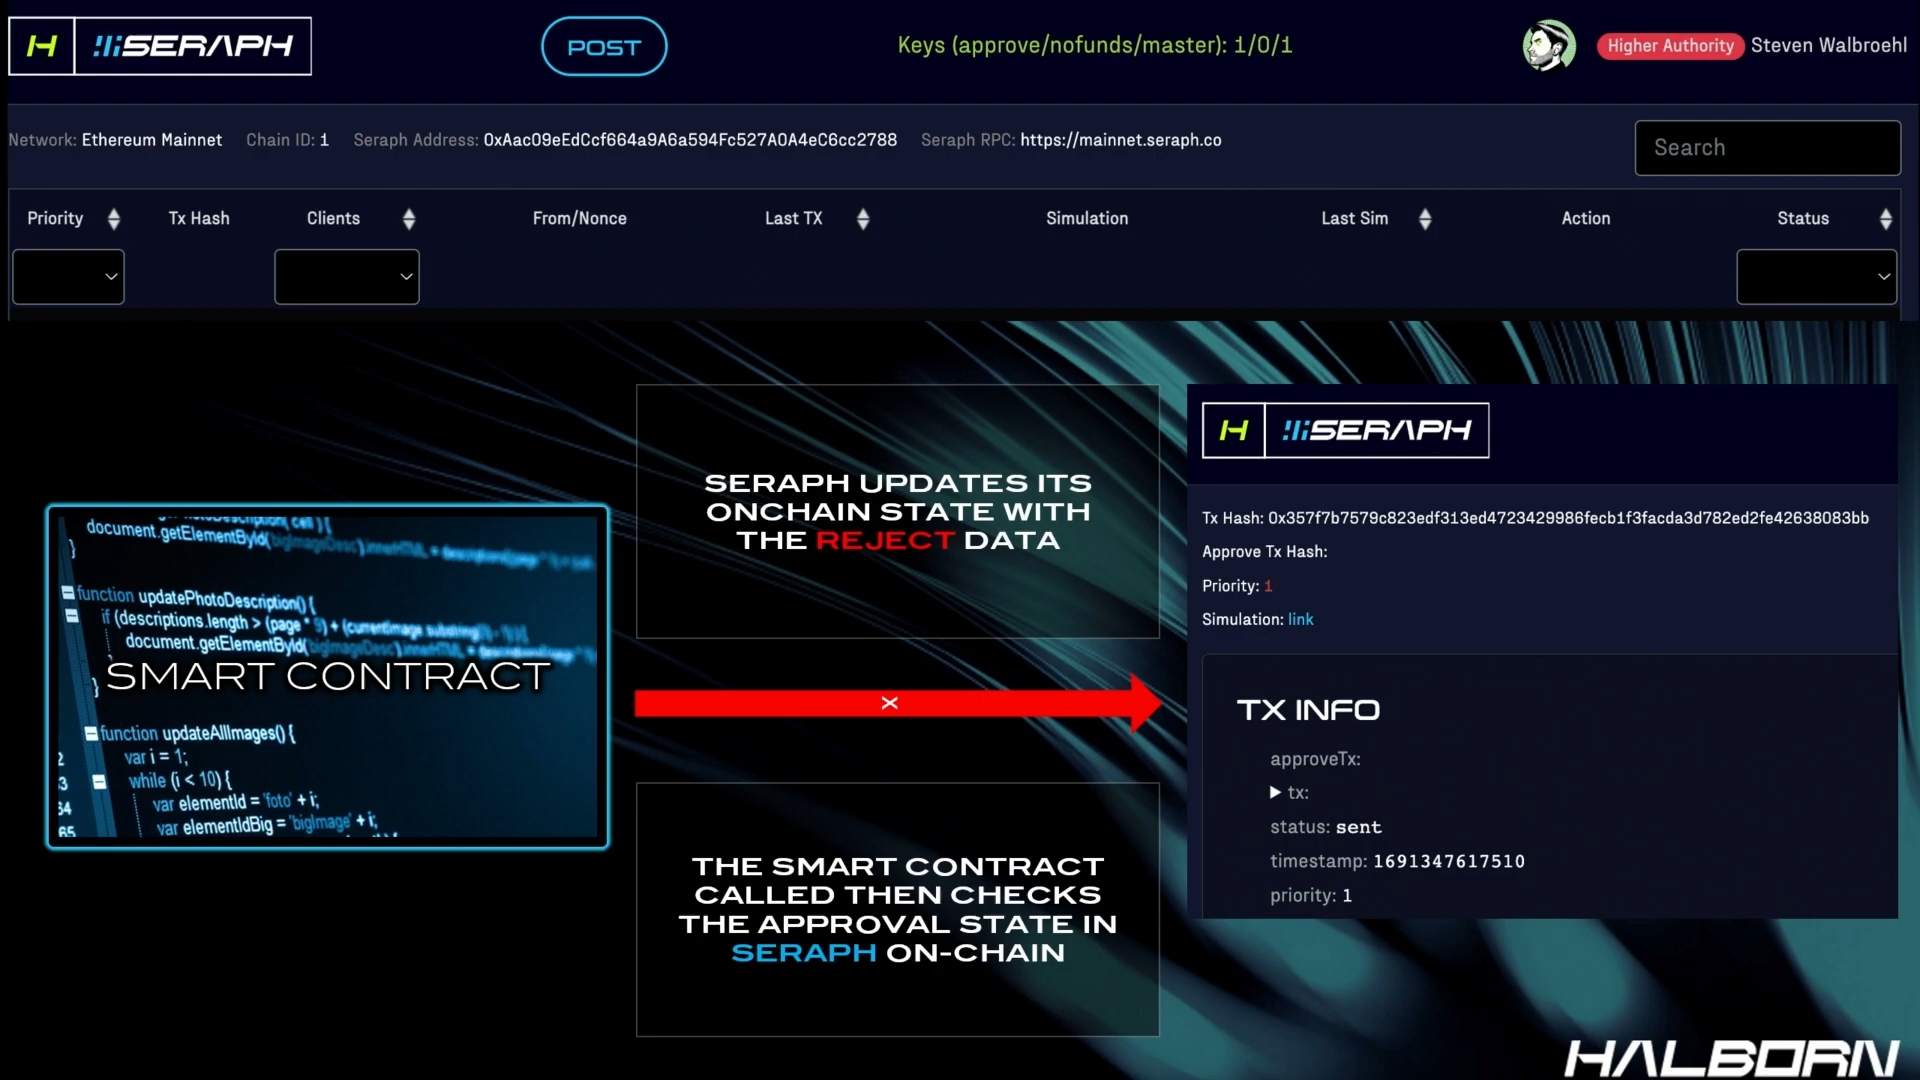 H SERAPH
POST
Keys (approve/nofunds/master): 1/0/1
Higher Authority Steven Walbroehl
Network: Ethereum Mainnet Chain ID: 1 Seraph Address: 0xAac09eEdCcf664a9A6a594Fc527A0A4eC6cc2788 Seraph RPC: https://mainnet.seraph.co
Search
Priority Tx Hash Clients From/Nonce Last TX Simulation Last Sim Action Status
document.getElementById(
}
function updatePhotoDescription() {
if (descriptions.length > (page * 9) + (currentImage.substring(
document.getElementById(
SMART CONTRACT
}
function updateAllImages() {
var i = 1;
while (i < 10) {
64 var elementId = 'foto' + i;
65 var elementIdBig = 'bigImage' + i;
SERAPH UPDATES ITS
ONCHAIN STATE WITH
THE REJECT DATA
X
THE SMART CONTRACT
CALLED THEN CHECKS
THE APPROVAL STATE IN
SERAPH ON-CHAIN
H SERAPH
Tx Hash: 0x357f7b7579c823edf313ed4723429986fecb1f3facda3d782ed2fe42638083bb
Approve Tx Hash:
Priority: 1
Simulation: link
TX INFO
approveTx:
tx:
status: sent
timestamp: 1691347617510
priority: 1
HALBORN